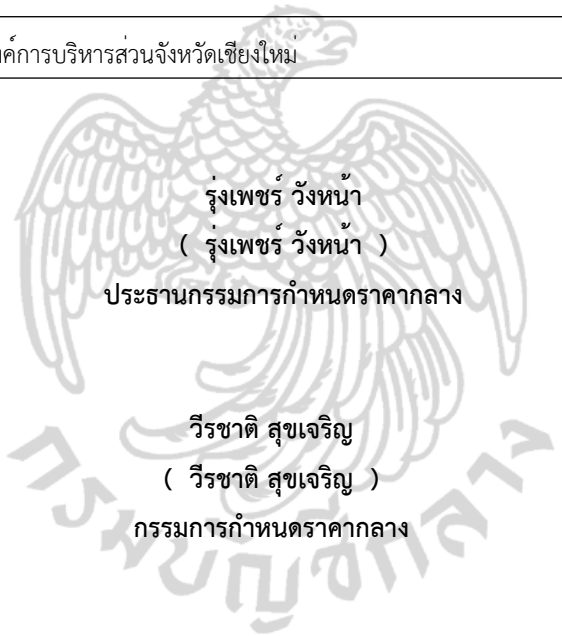 องค์การบริหารส่วนจังหวัดเชียงใหม่
รุ่งเพชร์ วังหน้า
( รุ่งเพชร์ วังหน้า )
ประธานกรรมการกำหนดราคากลาง
วีรชาติ สุขเจริญ
( วีรชาติ สุขเจริญ )
กรรมการกำหนดราคากลาง
กรมบัญชีกลาง